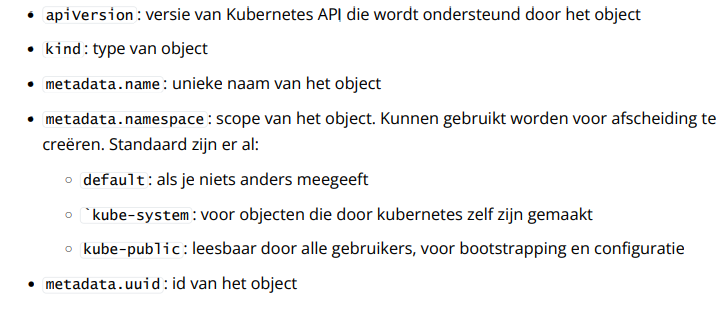 apiVersion: versie van Kubernetes API die wordt ondersteund door het object
kind: type van object
metadata.name: unieke naam van het object
metadata.namespace: scope van het object. Kunnen gebruikt worden voor afscheiding te
creëren. Standaard zijn er al:
default: als je niets anders meegeeft
`kube-system: voor objecten die door kubernetes zelf zijn gemaakt
kube-public: leesbaar door alle gebruikers, voor bootstrapping en configuratie
metadata.uuid: id van het object